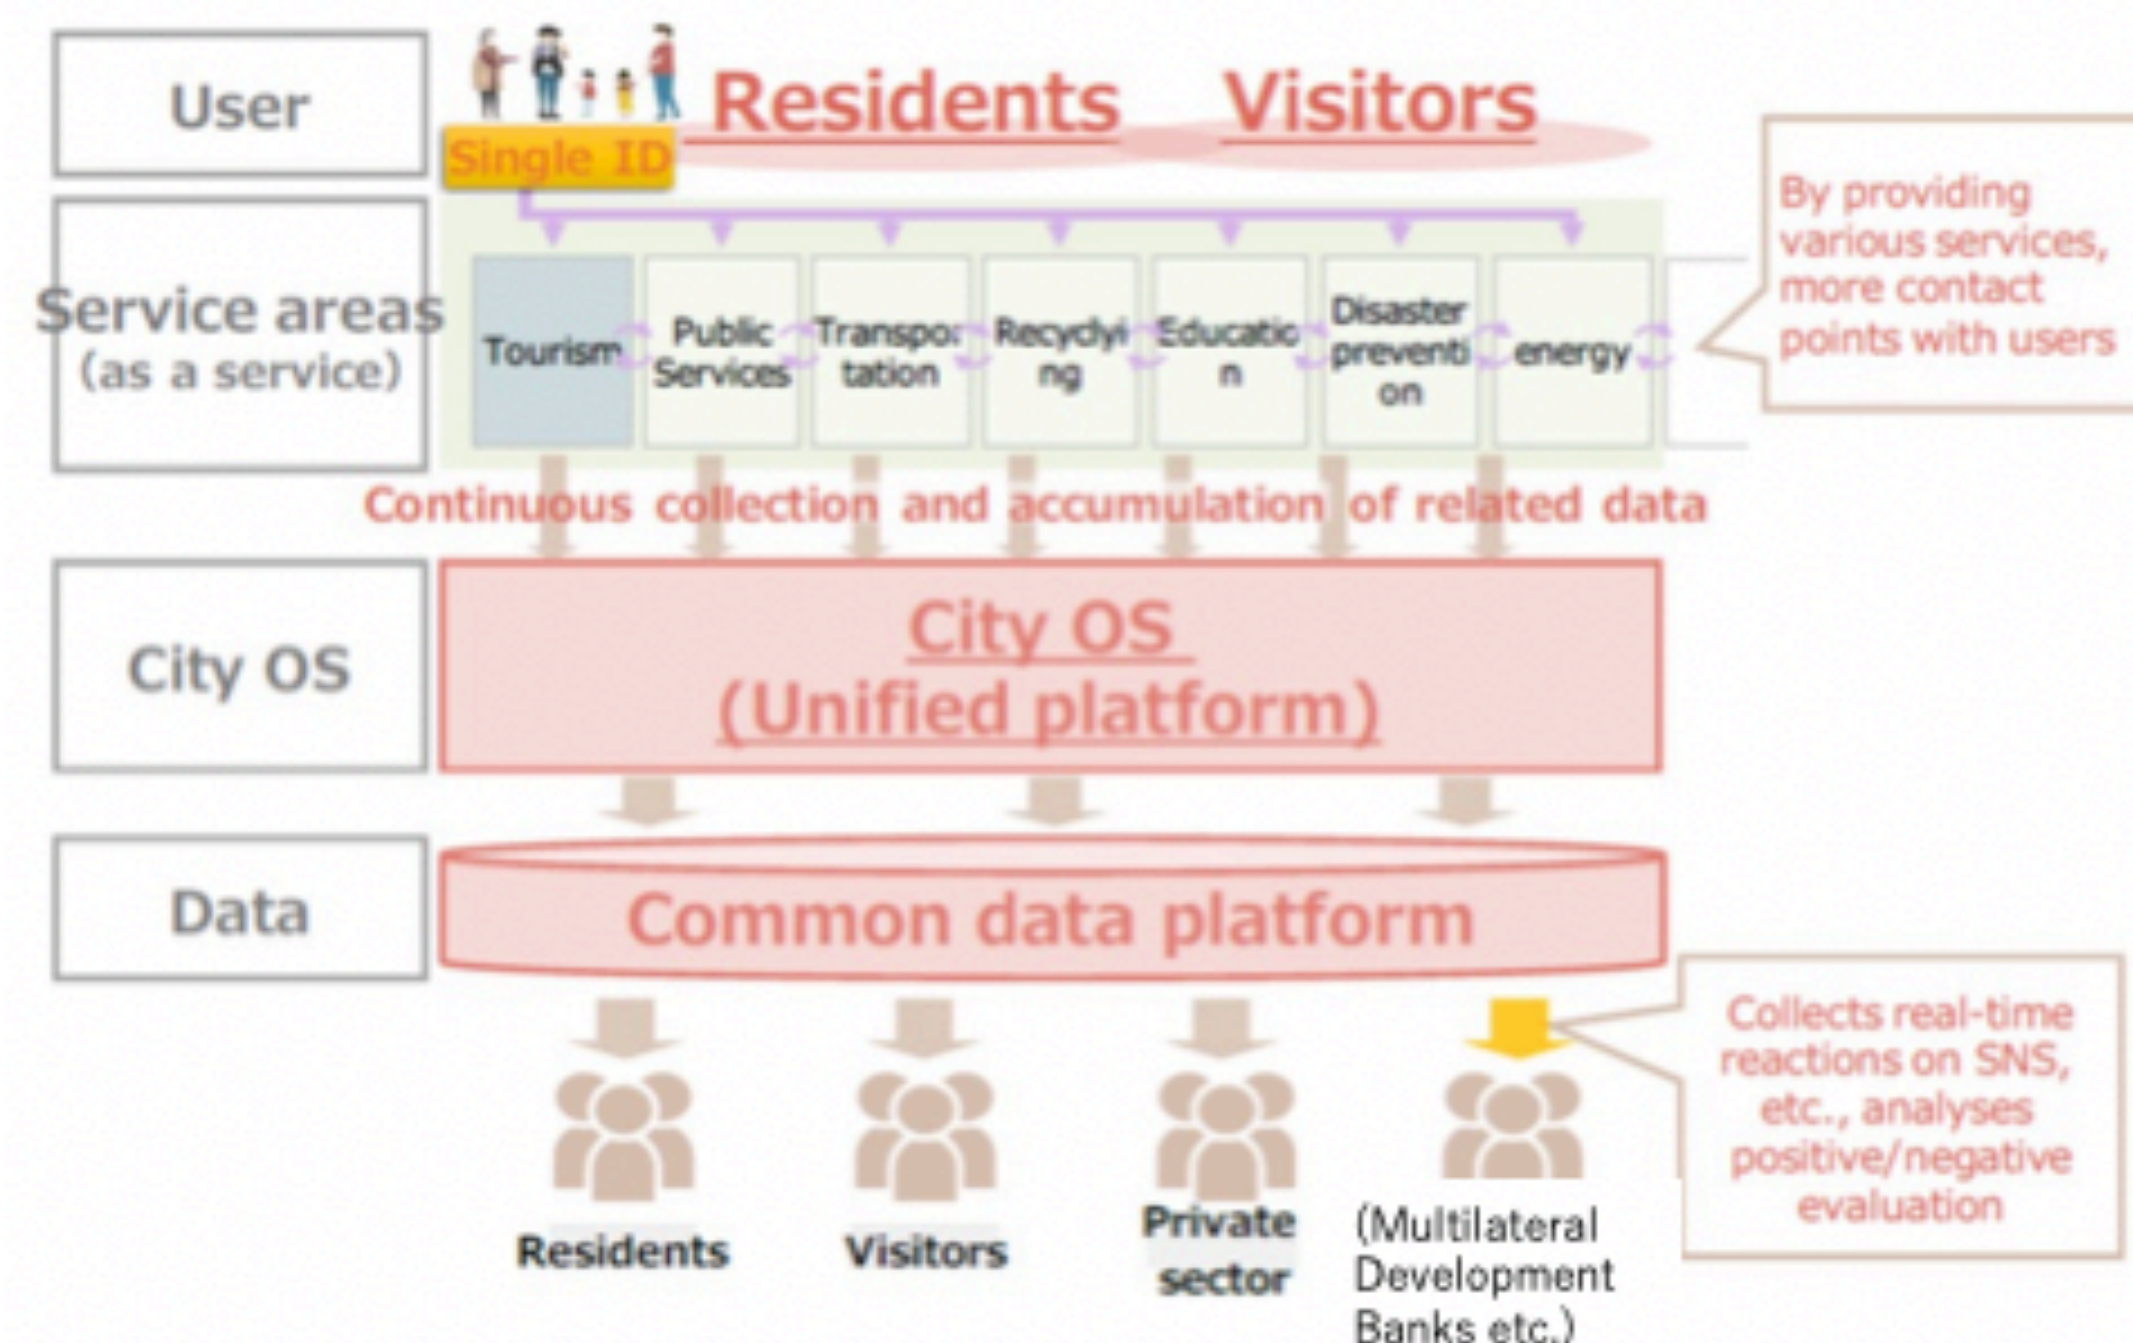 User
Residents Visitors
Single ID
Service areas
(as a service)
Tourism
Public
Services
Transpor
tation
Recyclyi
ng
Educatio
n
Disaster
preventi
on
energy
By providing
various services,
more contact
points with users
Continuous collection and accumulation of related data
City OS
City OS
(Unified platform)
Data
Common data platform
Collects real-time
reactions on SNS,
etc., analyses
positive/negative
evaluation
Residents
Visitors
Private
sector
(Multilateral
Development
Banks etc.)